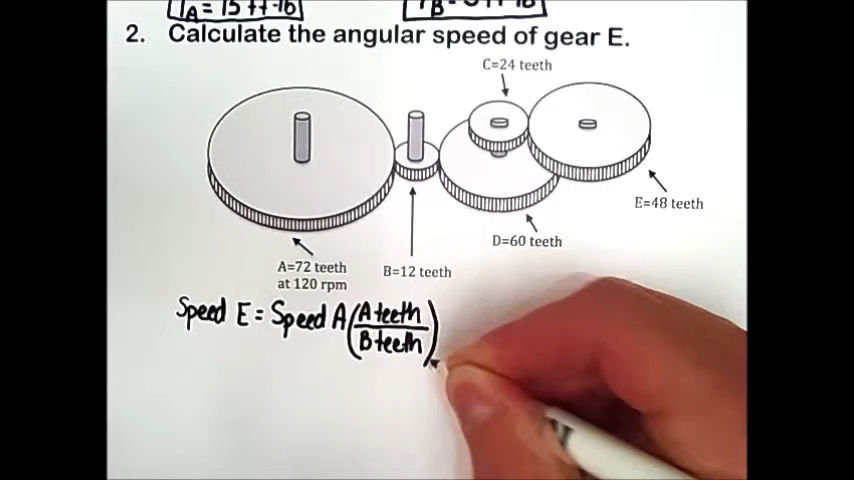 2. Calculate the angular speed of gear E.
C=24 teeth
E=48 teeth
D=60 teeth
A=72 teeth
at 120 rpm
B=12 teeth
Speed E = Speed A (A teeth
B teeth)